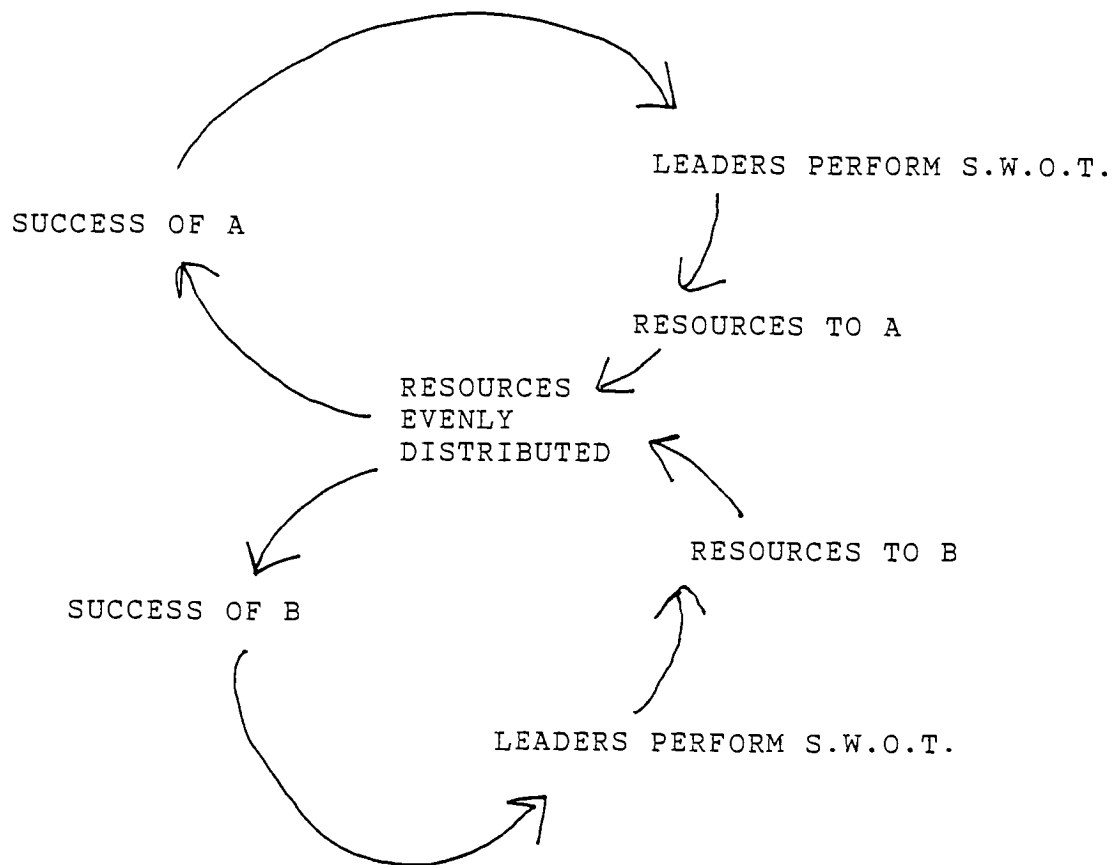 LEADERS PERFORM S.W.O.T.
SUCCESS OF A
RESOURCES TO A
RESOURCES
EVENLY
DISTRIBUTED
RESOURCES TO B
SUCCESS OF B
LEADERS PERFORM S.W.O.T.